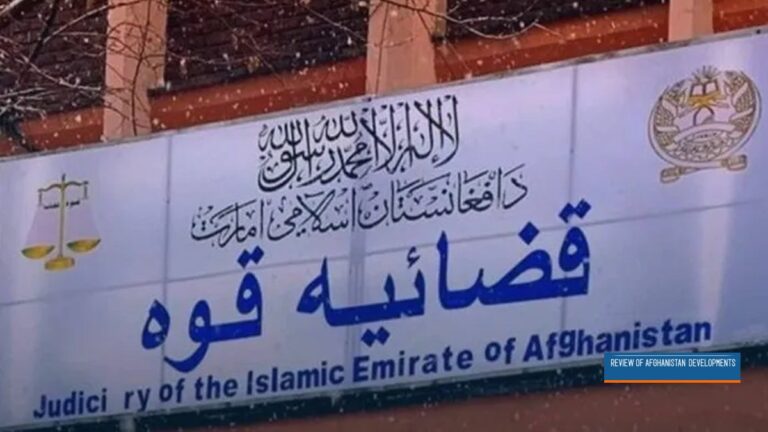 لا إله إلا الله محمد رسول الله
د افغانستان اسلامي امارت
قضائیه قوه
Judici ry of the Islamic Emirate of Afghanistan
REVIEW OF AFGHANISTAN DEVELOPMENTS